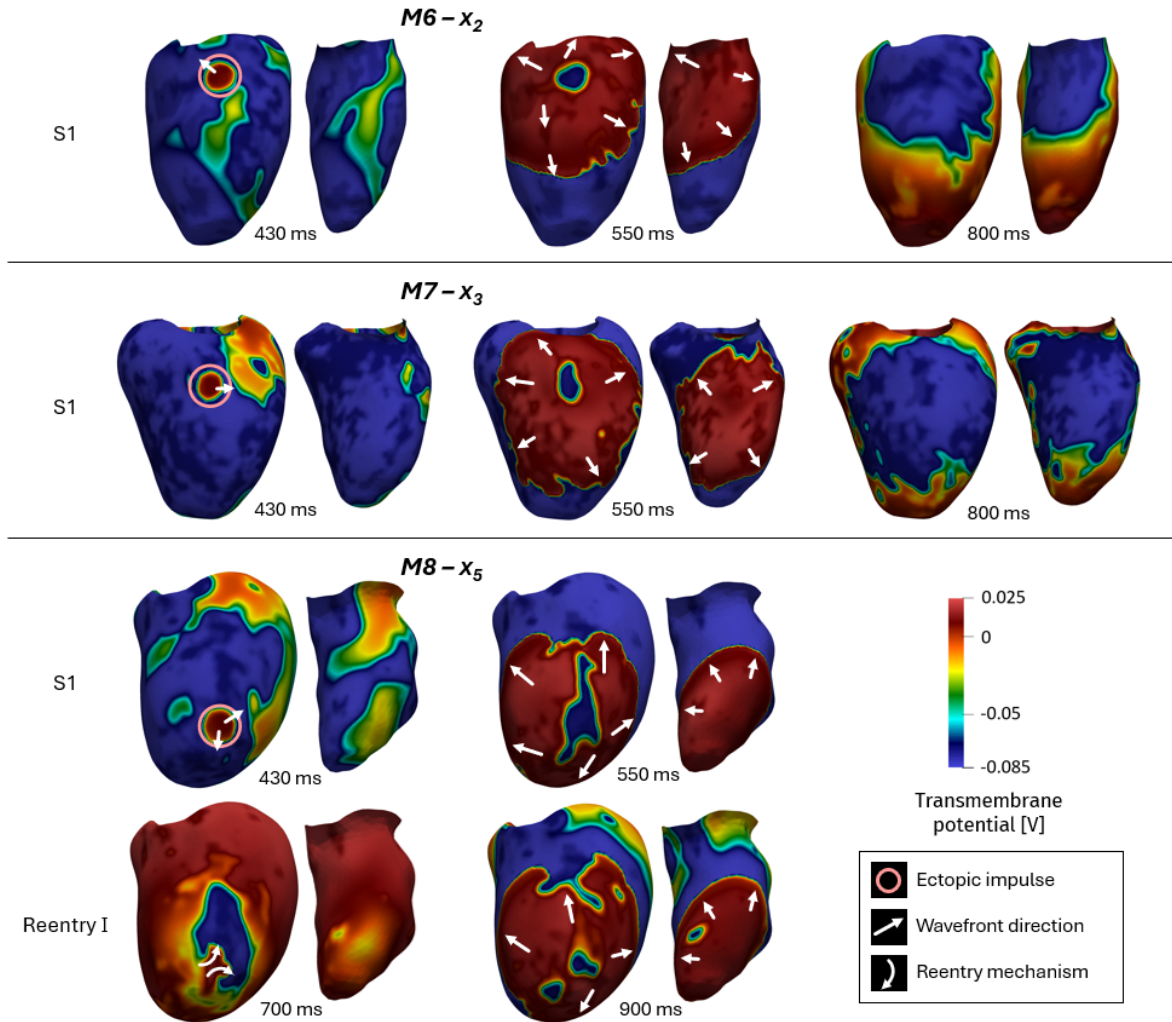 M6 – x₂
S1
430 ms
550 ms
800 ms
M7 – x₃
S1
430 ms
550 ms
800 ms
M8 – x₅
S1
430 ms
550 ms
0.025
0
-0.05
-0.085
Transmembrane
potential [V]
Reentry I
700 ms
900 ms
Ectopic impulse
Wavefront direction
Reentry mechanism